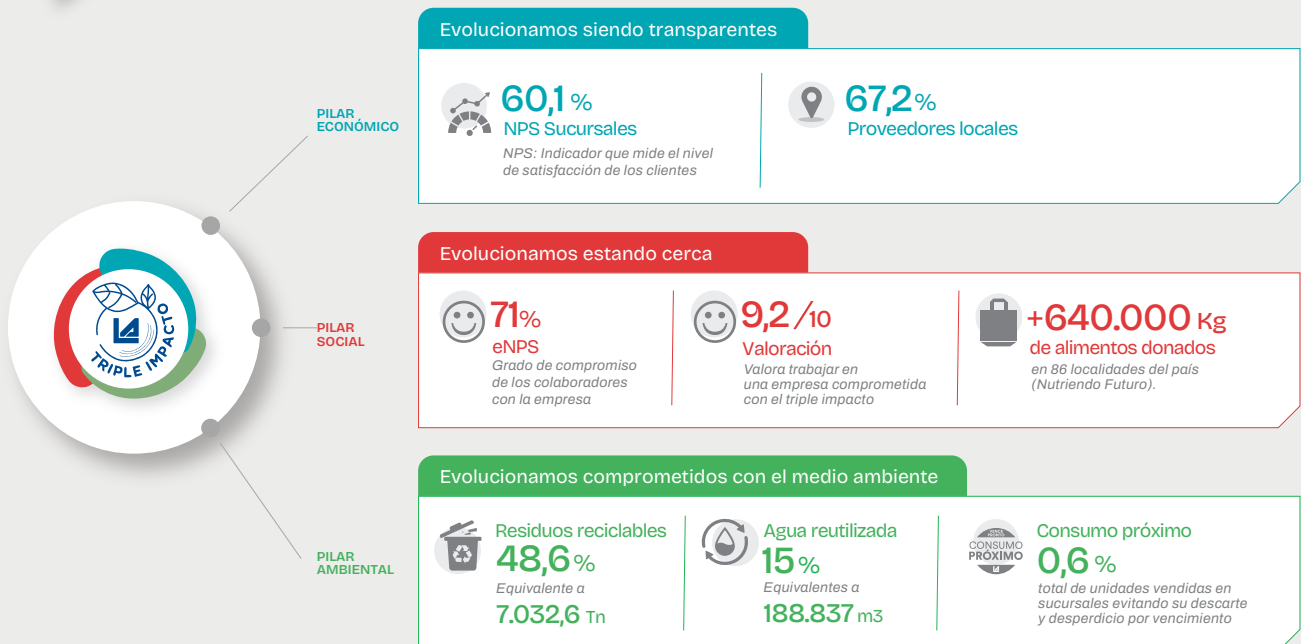 Evolucionamos siendo transparentes
PILAR
ECONÓMICO
60,1 %
NPS Sucursales
NPS: Indicador que mide el nivel
de satisfacción de los clientes
67,2%
Proveedores locales
TRIPLE IMPACTO
Evolucionamos estando cerca
PILAR
SOCIAL
71%
eNPS
Grado de compromiso
de los colaboradores
con la empresa
9,2 /10
Valoración
Valora trabajar en
una empresa comprometida
con el triple impacto
+640.000 Kg
de alimentos donados
en 86 localidades del país
(Nutriendo Futuro).
Evolucionamos comprometidos con el medio ambiente
PILAR
AMBIENTAL
Residuos reciclables
48,6 %
Equivalente a
7.032,6 Tn
Agua reutilizada
15 %
Equivalentes a
188.837 m3
CONSUMO
PRÓXIMO
Consumo próximo
0,6 %
total de unidades vendidas en
sucursales evitando su descarte
y desperdicio por vencimiento